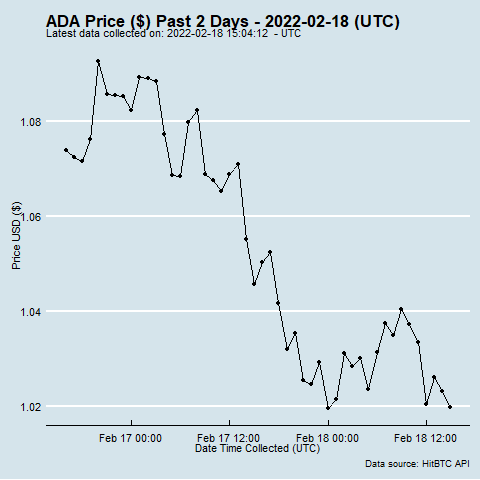 ADA Price ($) Past 2 Days - 2022-02-18 (UTC)
Latest data collected on: 2022-02-18 15:04:12  - UTC
Price USD ($)
1.08
1.06
1.04
1.02
Feb 17 00:00
Feb 17 12:00
Feb 18 00:00
Feb 18 12:00
Date Time Collected (UTC)
Data source: HitBTC API